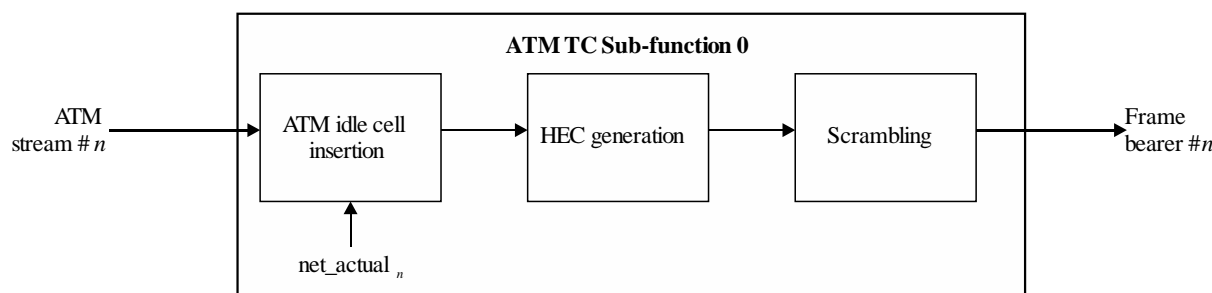 ATM TC Sub-function 0
ATM
stream # n
ATM idle cell
insertion
HEC generation
Scrambling
Frame
bearer #n
net_actual n